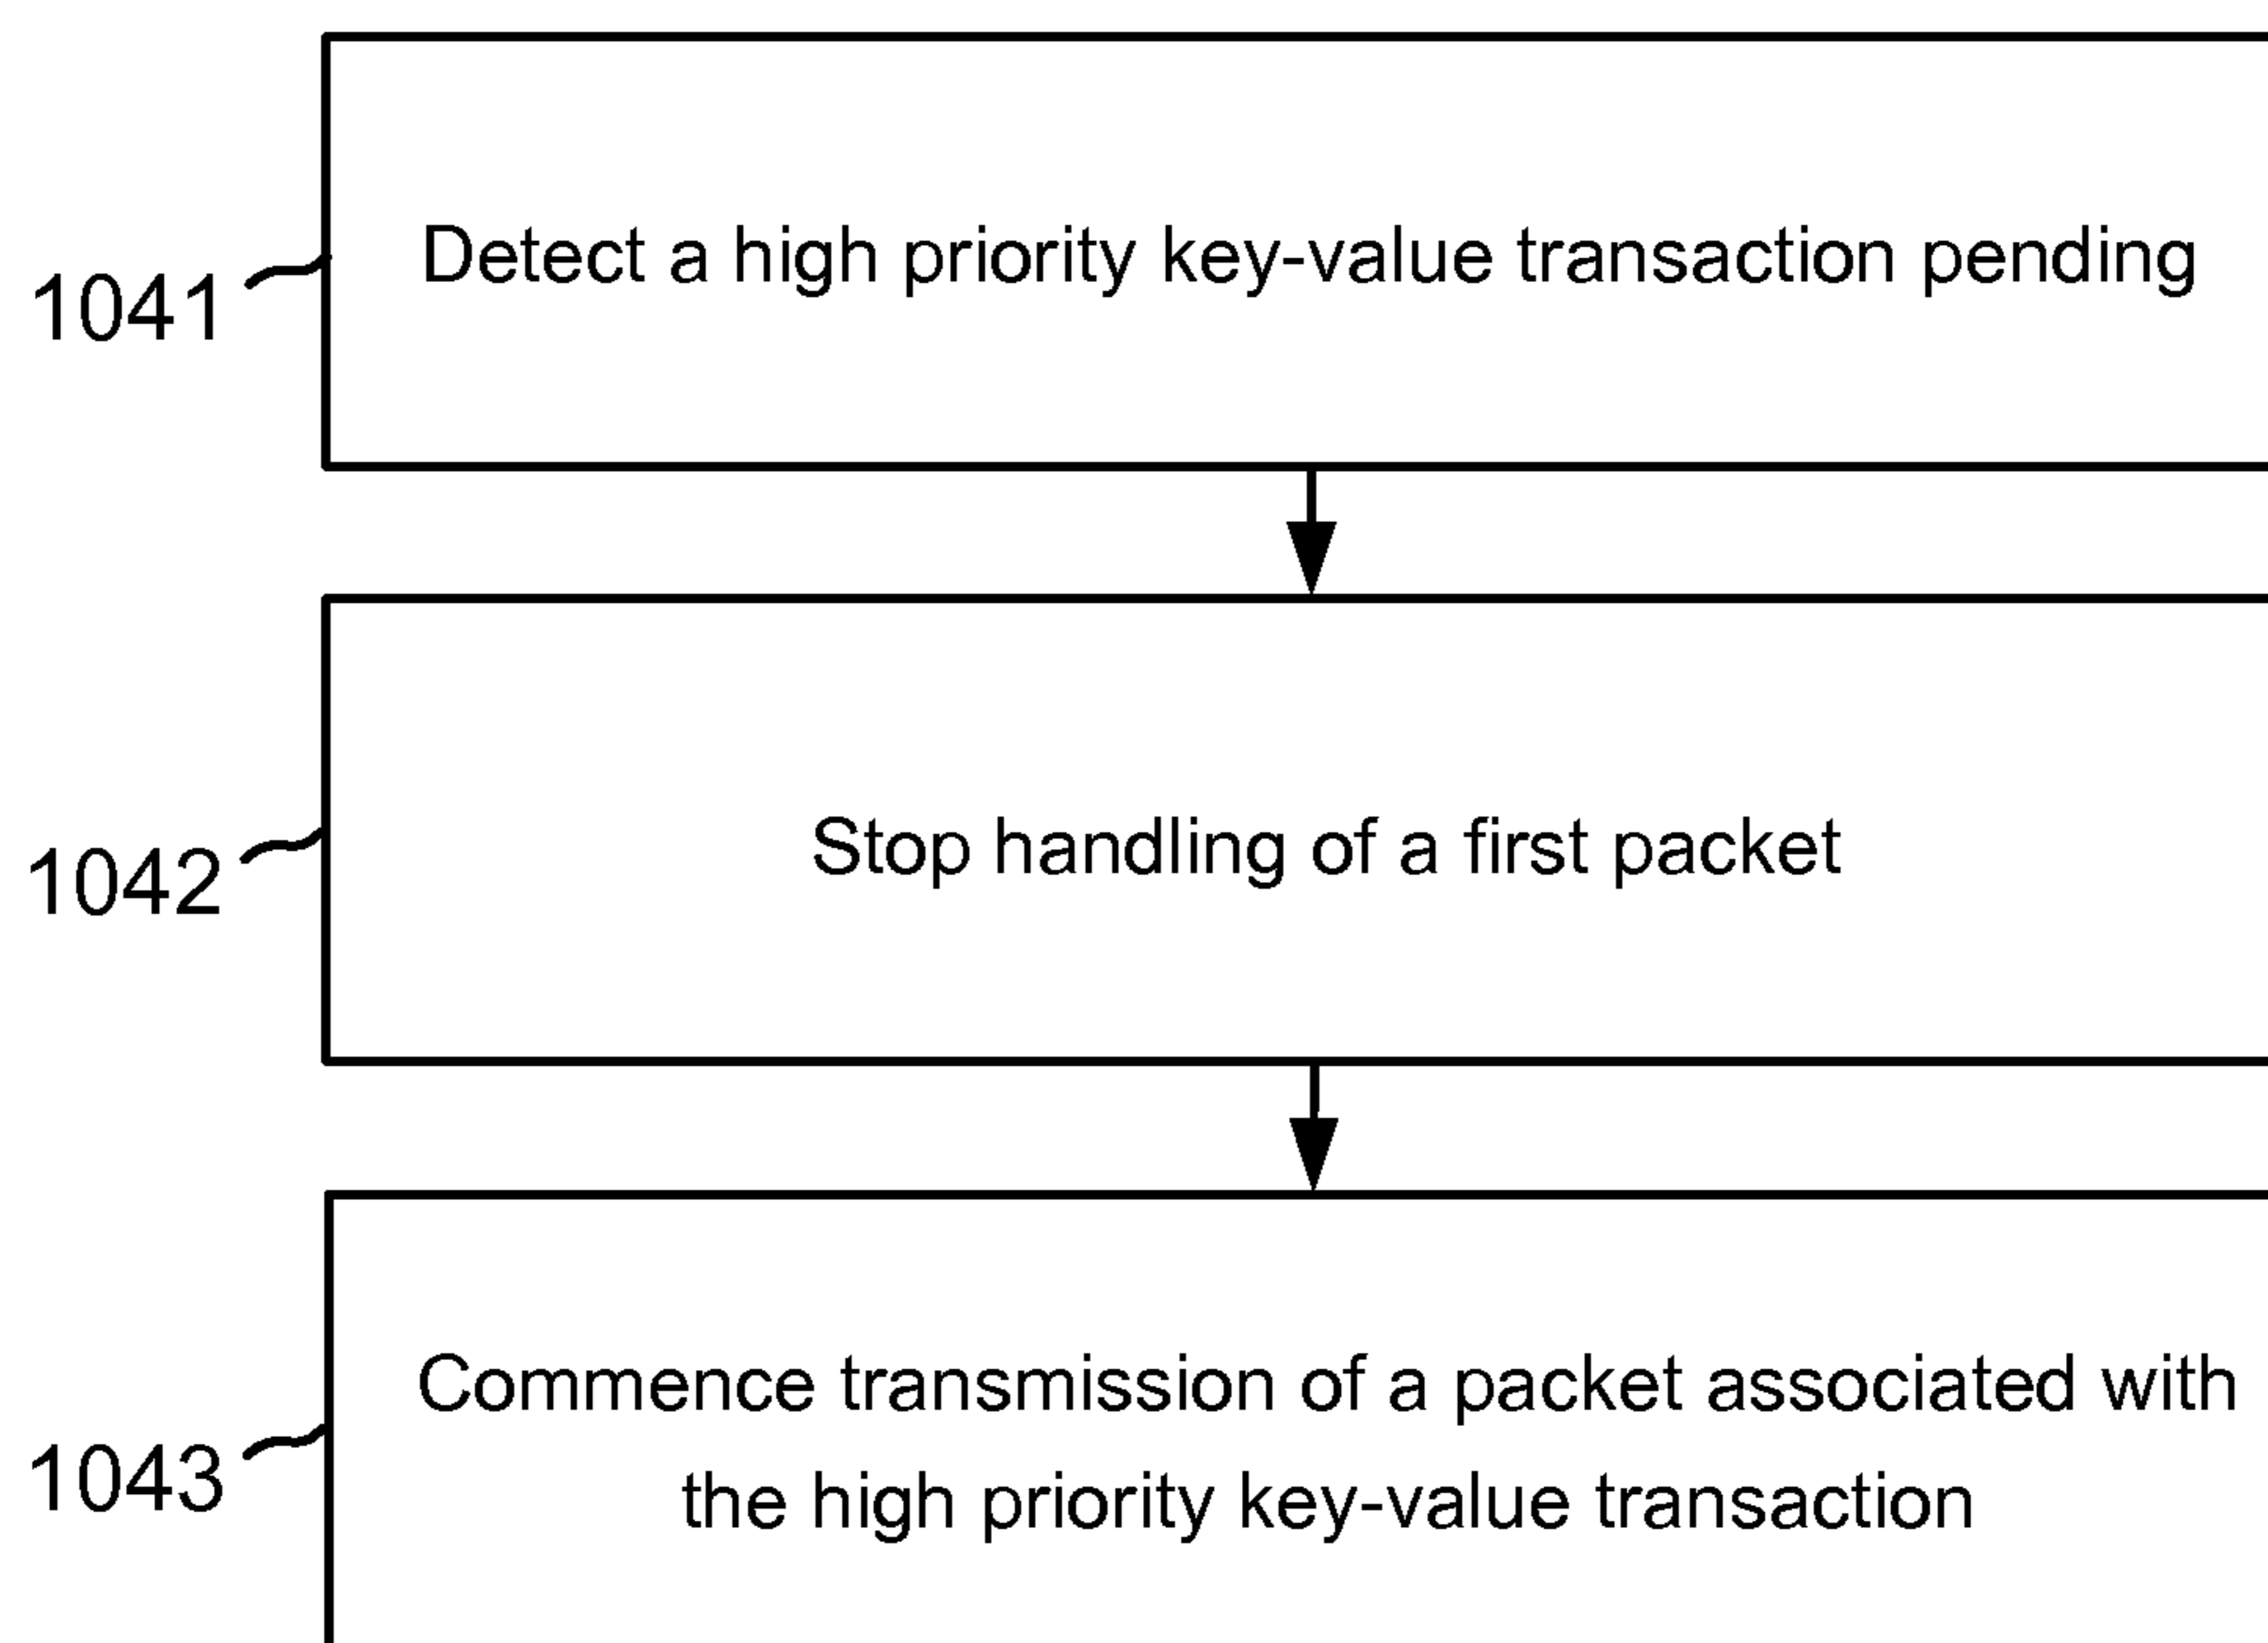 Detect a high priority key-value transaction pending
1041
Stop handling of a first packet
1042
Commence transmission of a packet associated with
the high priority key-value transaction
1043